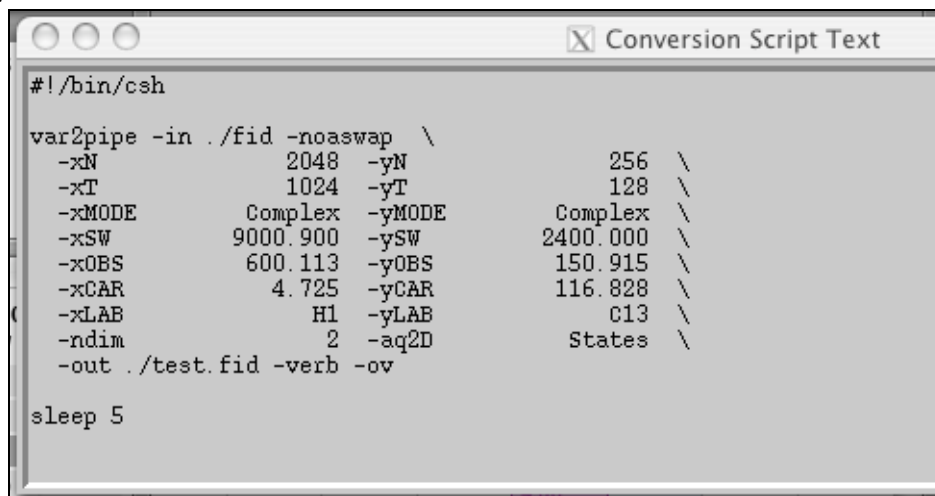 Conversion Script Text
#!/bin/csh
var2pipe -in ./fid -noaswap \
-xN 2048 -yN 256 \
-xT 1024 -yT 128 \
-xMODE Complex -yMODE Complex \
-xSW 9000.900 -ySW 2400.000 \
-xOBS 600.113 -yOBS 150.915 \
-xCAR 4.725 -yCAR 116.828 \
-xLAB H1 -yLAB C13 \
-ndim 2 -aq2D States \
-out ./test.fid -verb -ov
sleep 5